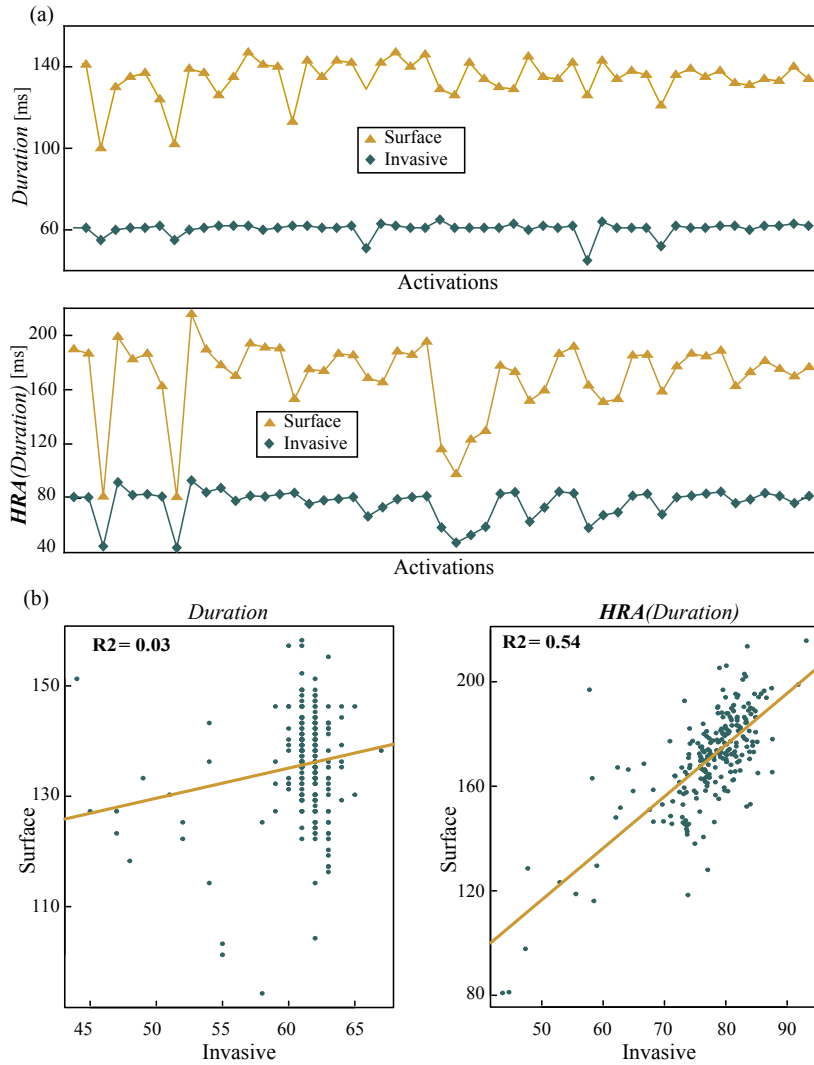 (a)
Duration [ms]
140
100
60
Surface
Invasive
Activations
HRA(Duration) [ms]
200
160
120
80
40
Surface
Invasive
Activations
(b)
Duration
R2= 0.03
Surface
150
130
110
45 50 55 60 65
Invasive
HRA(Duration)
R2= 0.54
Surface
200
160
120
80
50 60 70 80 90
Invasive